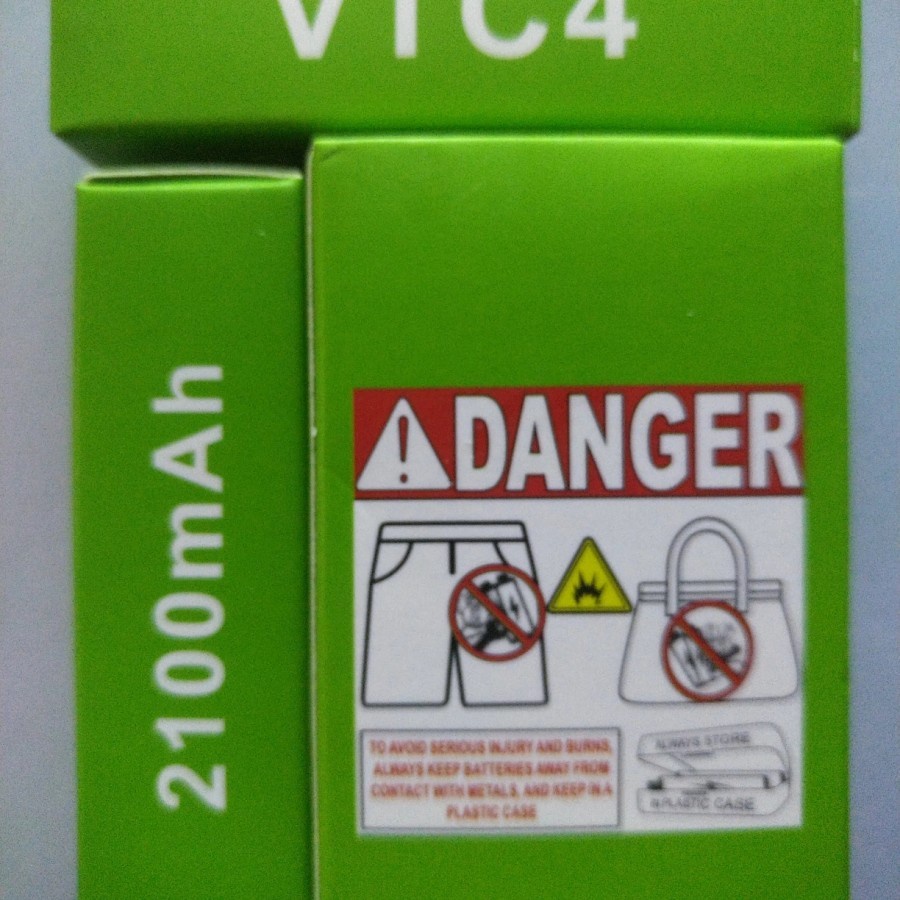 VTC4
2100mAh
DANGER
TO AVOID SERIOUS INJURY AND BURNS,
ALWAYS KEEP BATTERIES AWAY FROM
CONTACT WITH METALS, AND KEEP IN A
PLASTIC CASE
ALWAYS STORE
IN PLASTIC CASE